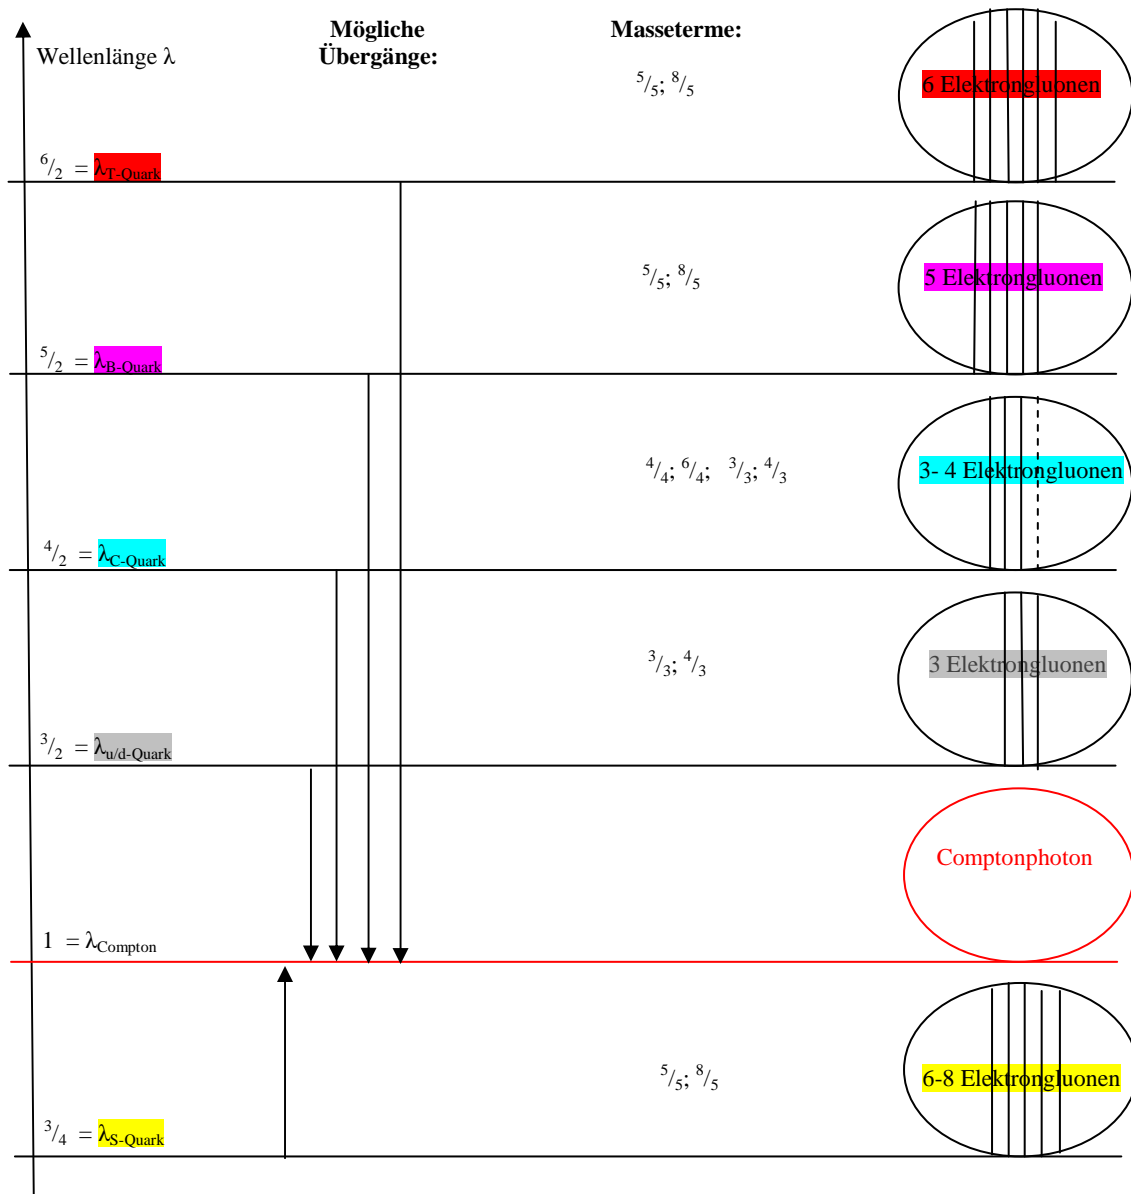 Wellenlänge λ
Mögliche
Übergänge:
Masseterme:
5/5; 8/5
6 Elektrongluonen
6/2 = λT-Quark
5/5; 8/5
5 Elektrongluonen
5/2 = λB-Quark
4/4; 6/4; 3/3; 4/3
3- 4 Elektrongluonen
4/2 = λC-Quark
3/3; 4/3
3 Elektrongluonen
3/2 = λu/d-Quark
Comptonphoton
1 = λCompton
5/5; 8/5
6-8 Elektrongluonen
3/4 = λS-Quark